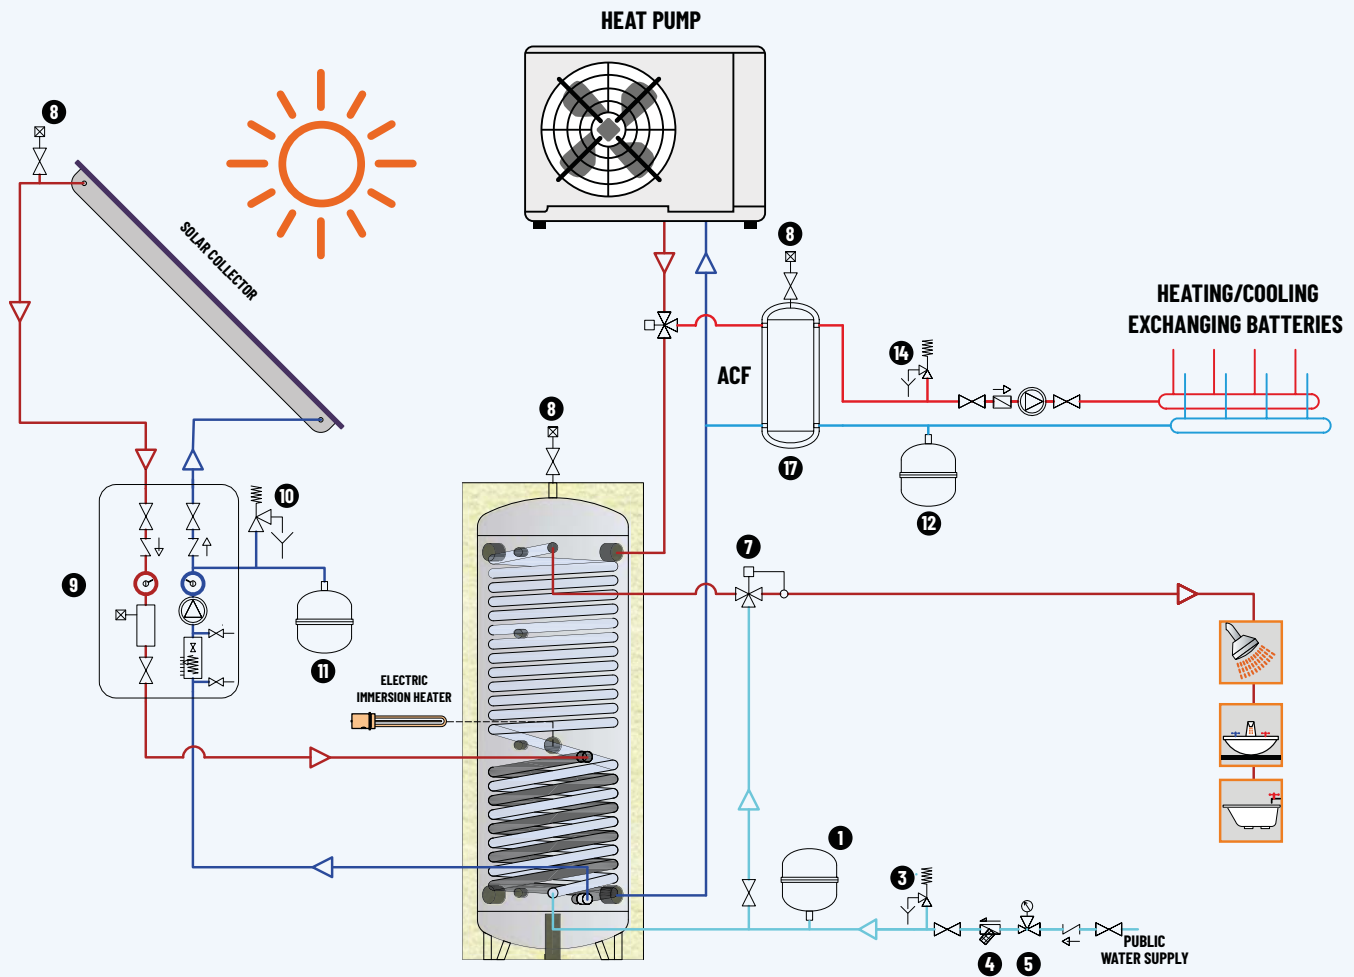 HEAT PUMP
8
SOLAR COLLECTOR
8
HEATING/COOLING
EXCHANGING BATTERIES
14
ACF
8
17
10
12
7
9
11
ELECTRIC
IMMERSION HEATER
1
3
4
5
PUBLIC
WATER SUPPLY